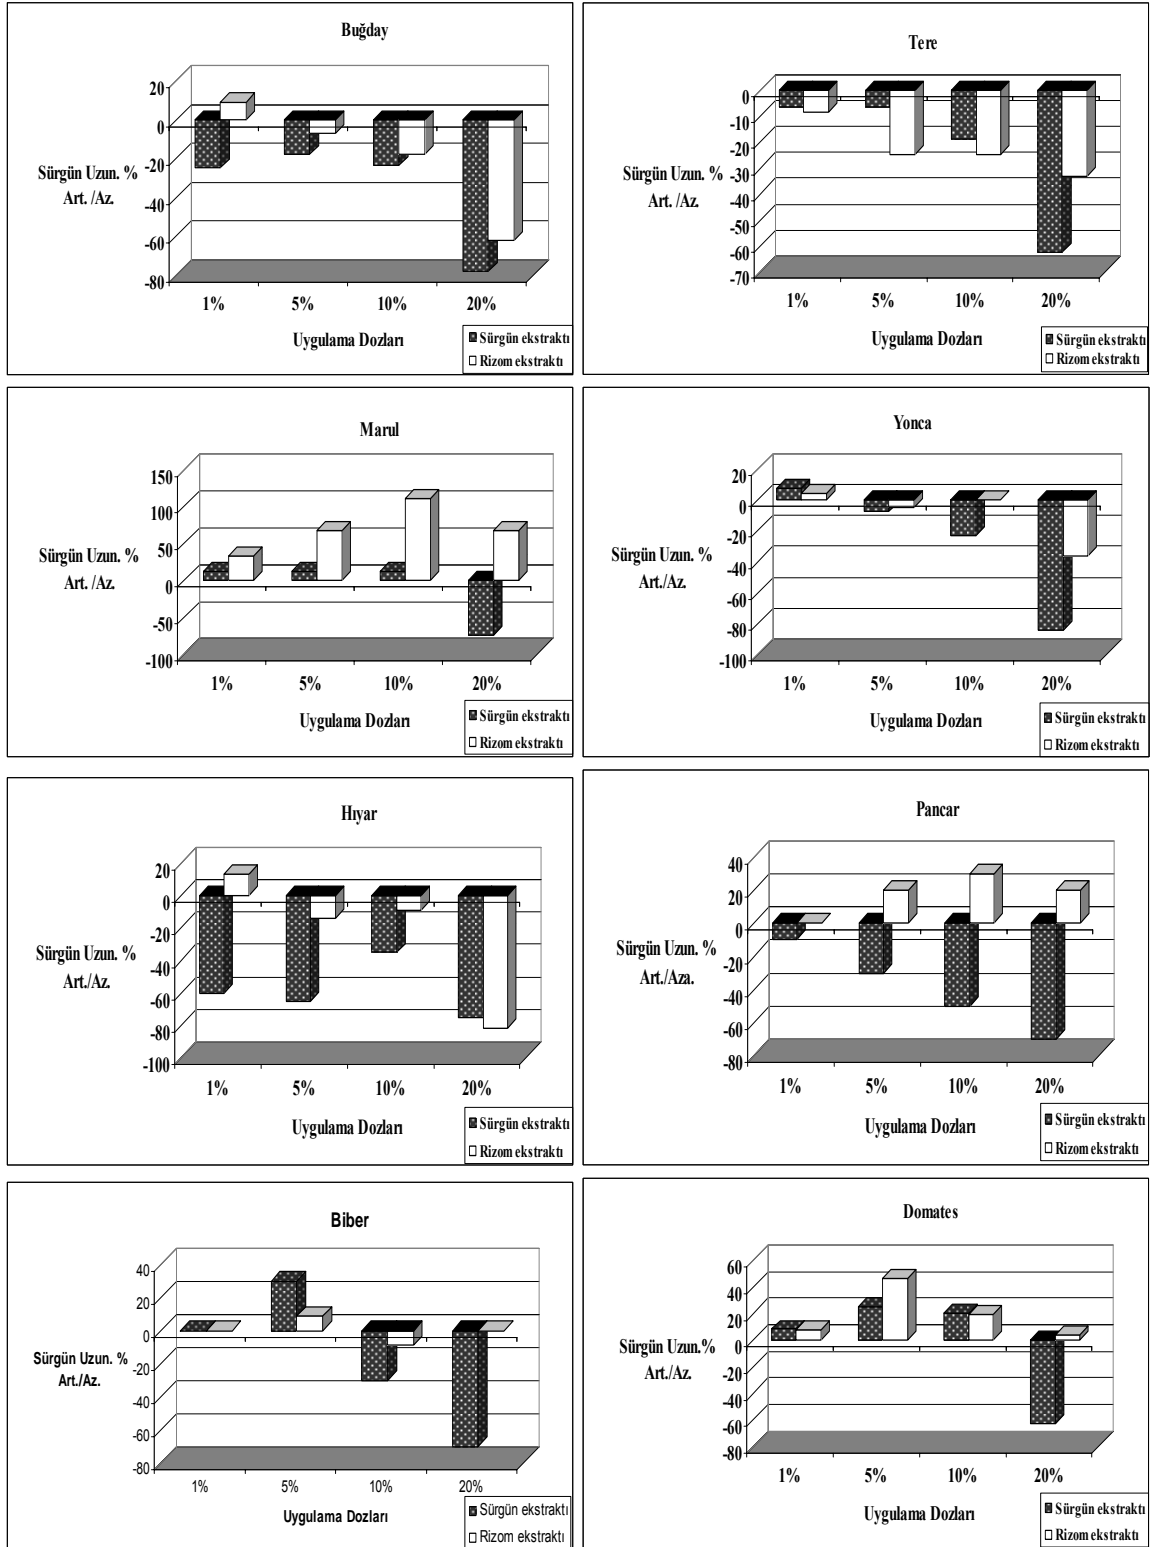 Buğday
20
0
-20
-40
-60
-80
Sürgün Uzun. %
Art. /Az.
1% 5% 10% 20%
Uygulama Dozları
Sürgün ekstraktı
Rizom ekstraktı
Tere
0
-10
-20
-30
-40
-50
-60
-70
Sürgün Uzun. %
Art. /Az.
1% 5% 10% 20%
Uygulama Dozları
Sürgün ekstraktı
Rizom ekstraktı
Marul
150
100
50
0
-50
-100
Sürgün Uzun. %
Art. /Az.
1% 5% 10% 20%
Uygulama Dozları
Sürgün ekstraktı
Rizom ekstraktı
Yonca
20
0
-20
-40
-60
-80
-100
Sürgün Uzun. %
Art./Az.
1% 5% 10% 20%
Uygulama Dozları
Sürgün ekstraktı
Rizom ekstraktı
Hıyar
20
0
-20
-40
-60
-80
-100
Sürgün Uzun. %
Art./Az.
1% 5% 10% 20%
Uygulama Dozları
Sürgün ekstraktı
Rizom ekstraktı
Pancar
40
20
0
-20
-40
-60
-80
Sürgün Uzun. %
Art./Aza.
1% 5% 10% 20%
Uygulama Dozları
Sürgün ekstraktı
Rizom ekstraktı
Biber
40
20
0
-20
-40
-60
-80
Sürgün Uzun. %
Art./Az.
1% 5% 10% 20%
Uygulama Dozları
Sürgün ekstraktı
Rizom ekstraktı
Domates
60
40
20
0
-20
-40
-60
-80
Sürgün Uzun.%
Art./Az.
1% 5% 10% 20%
Uygulama Dozları
Sürgün ekstraktı
Rizom ekstraktı